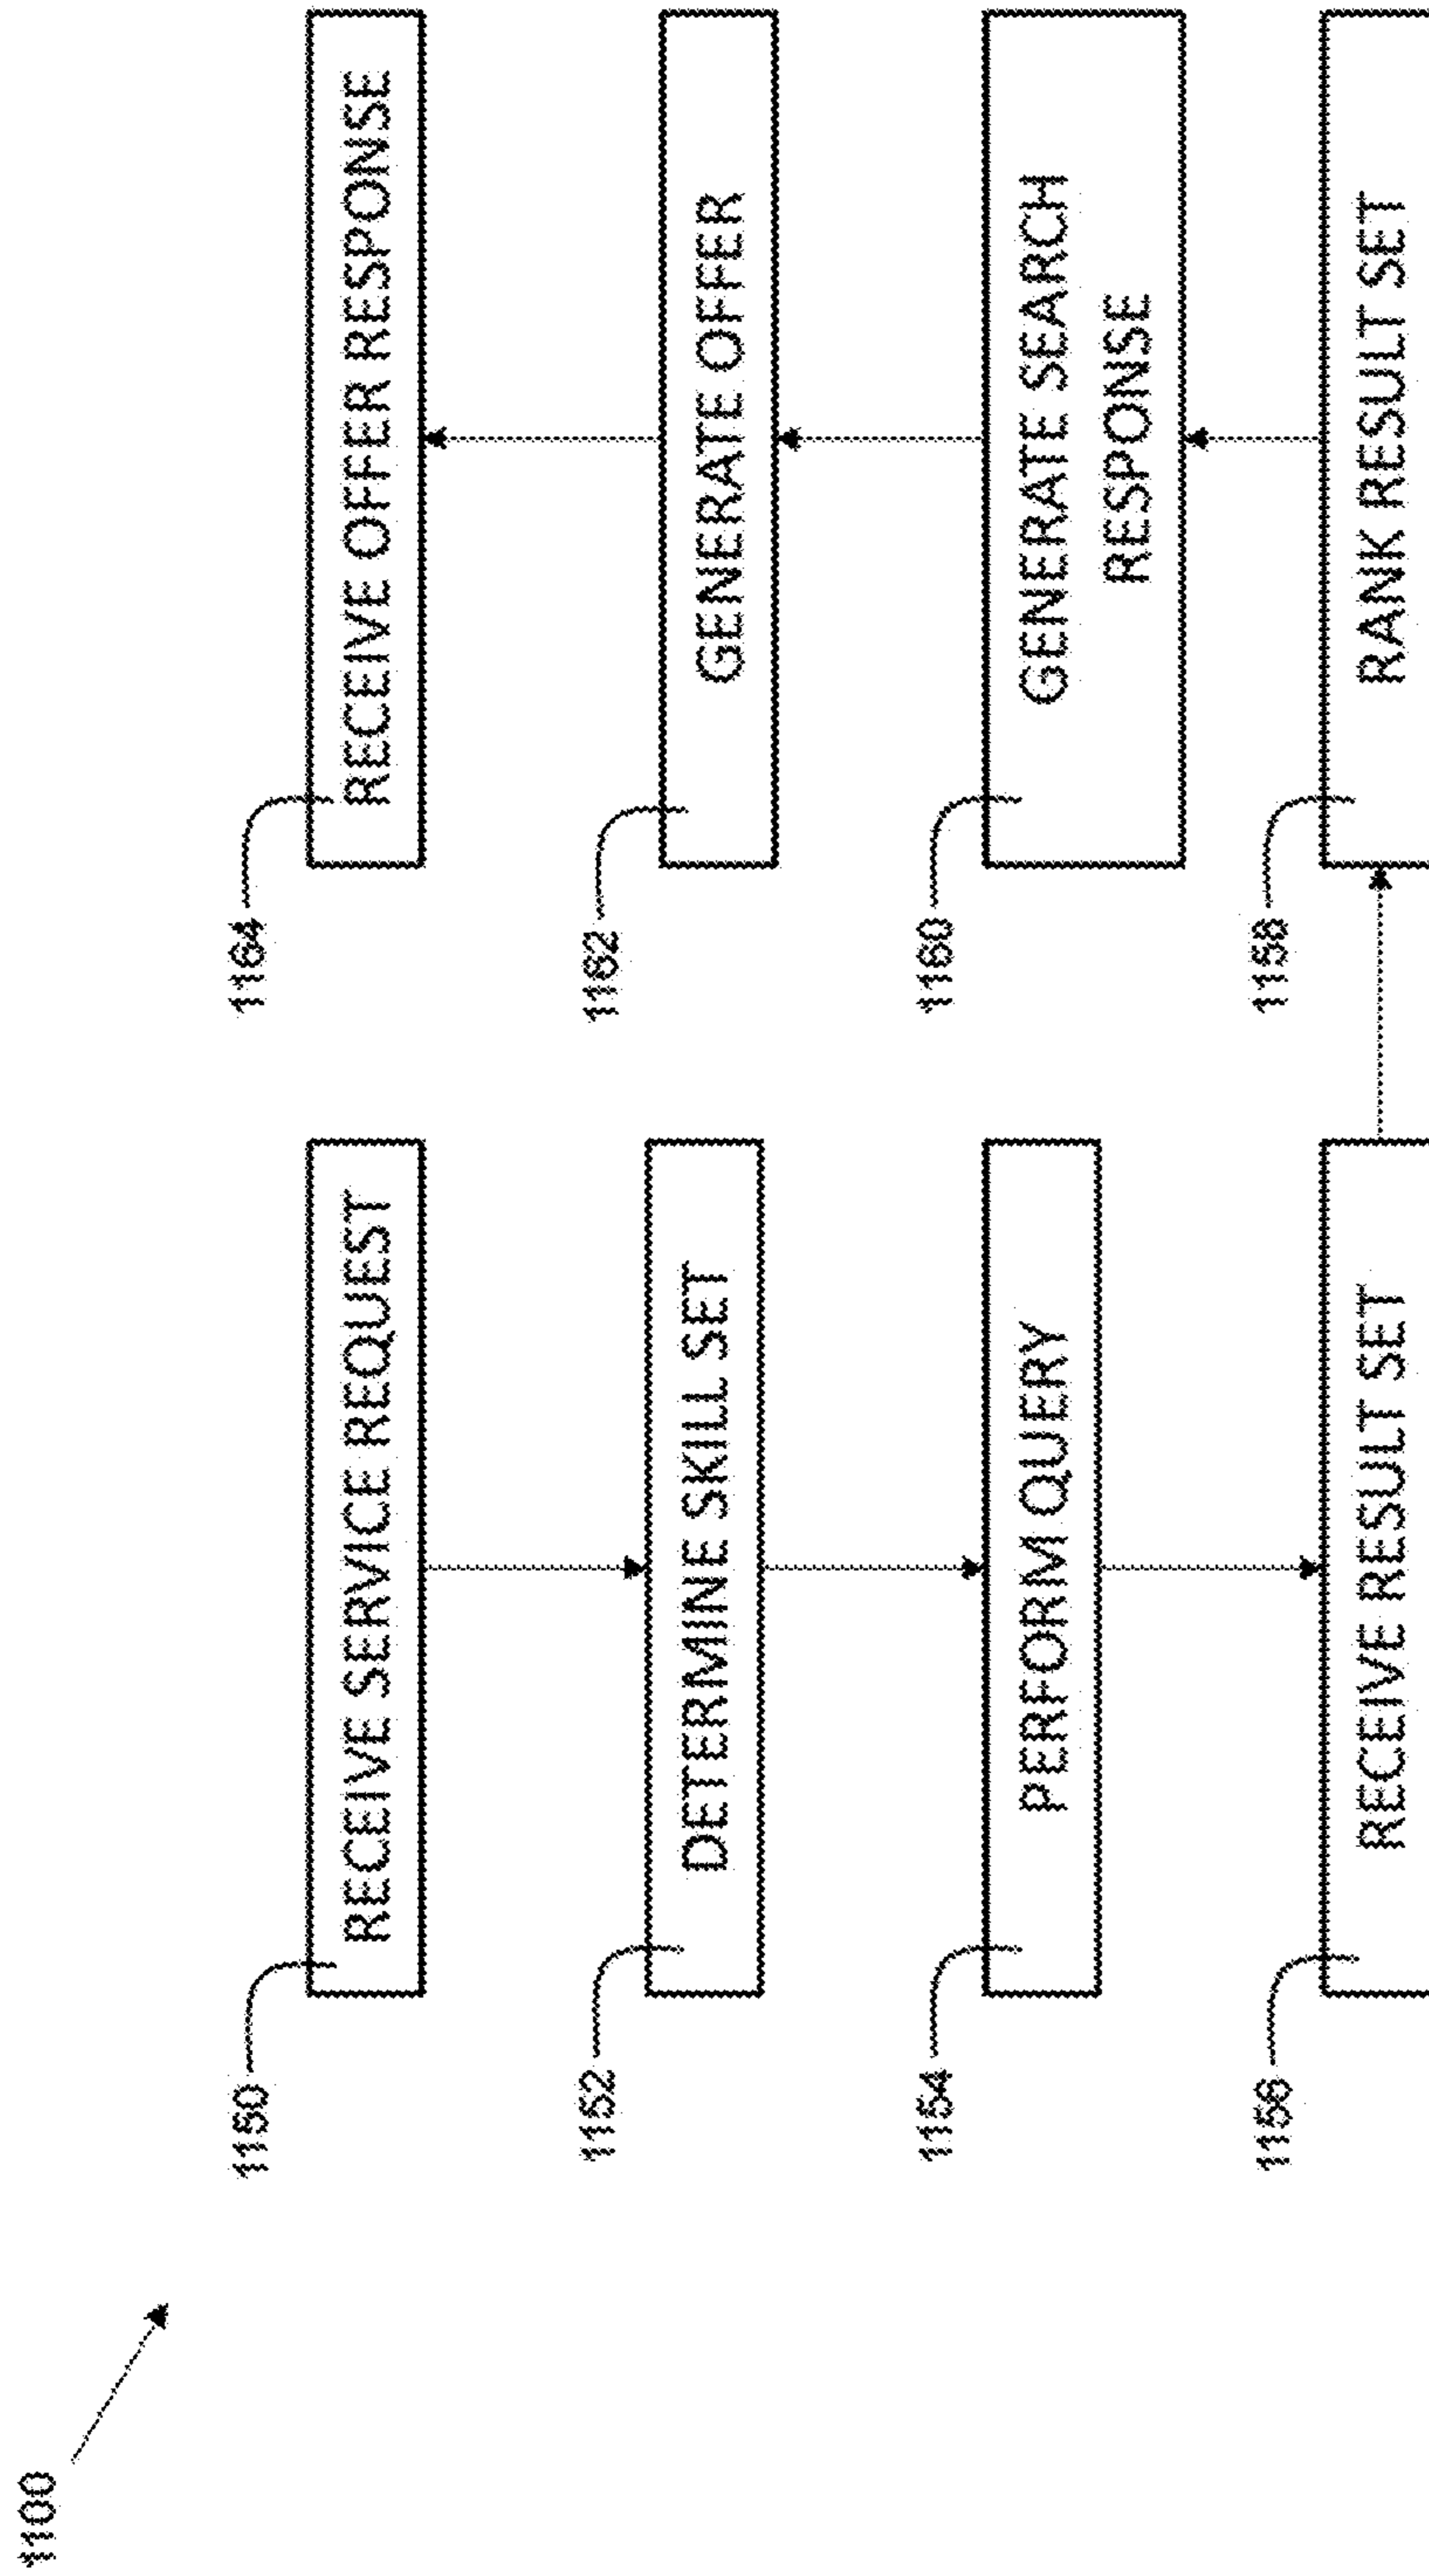 1100
1150
RECEIVE SERVICE REQUEST
1152
DETERMINE SKILL SET
1154
PERFORM QUERY
1156
RECEIVE RESULT SET
1158
RANK RESULT SET
1160
GENERATE SEARCH
RESPONSE
1162
GENERATE OFFER
1164
RECEIVE OFFER RESPONSE